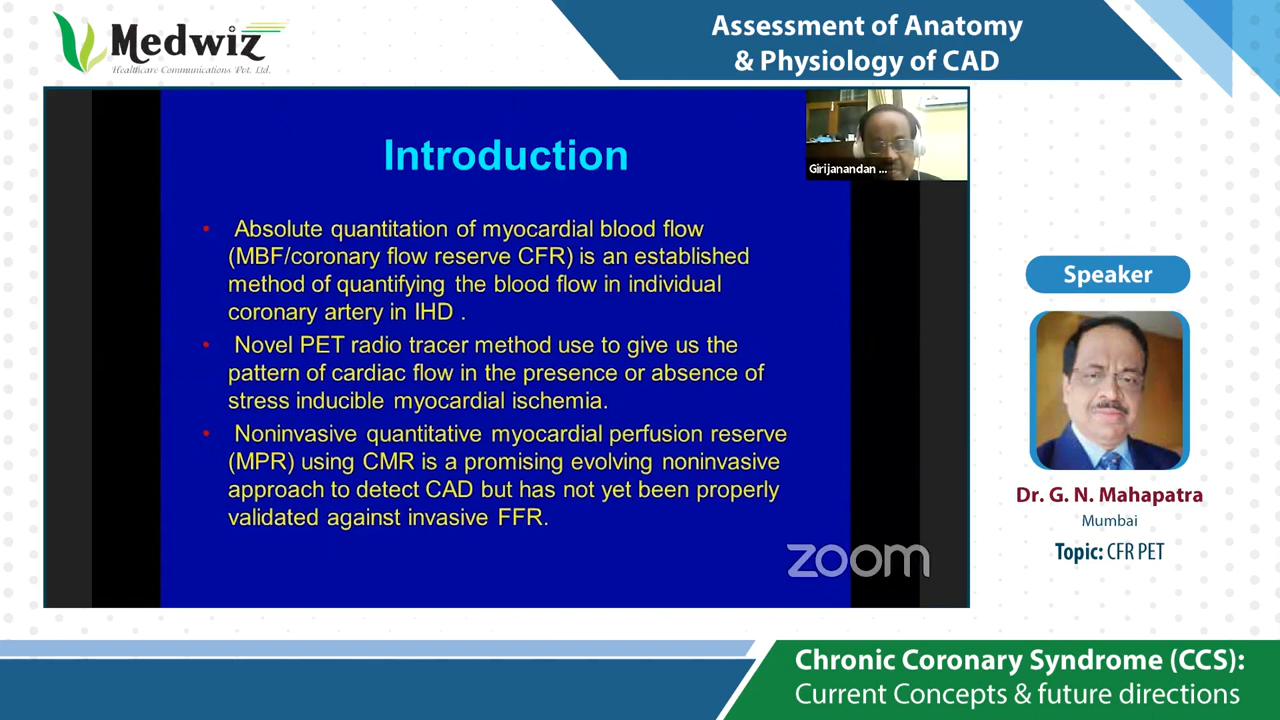 Medwiz
Healthcare Communications Pvt. Ltd.
Assessment of Anatomy
& Physiology of CAD
Introduction
Girijanandan ...
• Absolute quantitation of myocardial blood flow
(MBF/coronary flow reserve CFR) is an established
method of quantifying the blood flow in individual
coronary artery in IHD .
• Novel PET radio tracer method use to give us the
pattern of cardiac flow in the presence or absence of
stress inducible myocardial ischemia.
• Noninvasive quantitative myocardial perfusion reserve
(MPR) using CMR is a promising evolving noninvasive
approach to detect CAD but has not yet been properly
validated against invasive FFR.
zoom
Speaker
Dr. G. N. Mahapatra
Mumbai
Topic: CFR PET
Chronic Coronary Syndrome (CCS):
Current Concepts & future directions